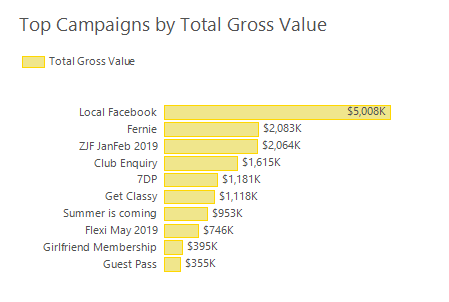 Top Campaigns by Total Gross Value
Total Gross Value
Local Facebook $5,008K
Fernie $2,083K
ZJF JanFeb 2019 $2,064K
Club Enquiry $1,615K
7DP $1,181K
Get Classy $1,118K
Summer is coming $953K
Flexi May 2019 $746K
Girlfriend Membership $395K
Guest Pass $355K